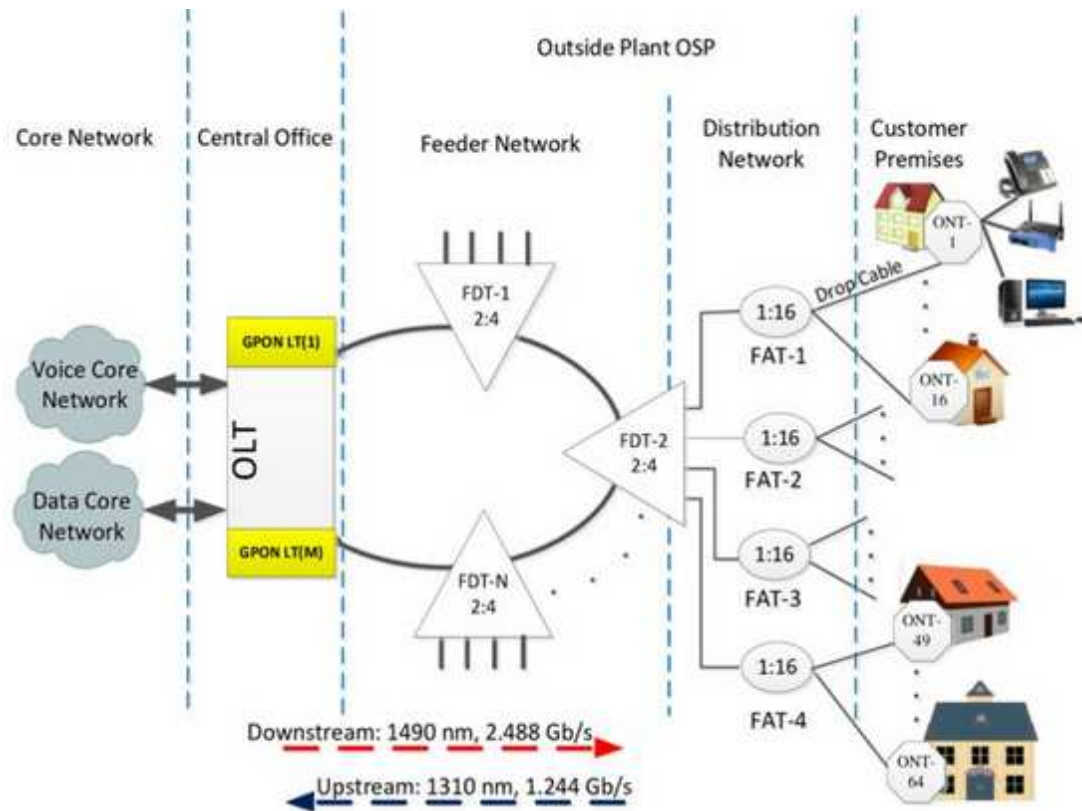 Outside Plant OSP
Core Network
Central Office
Feeder Network
Distribution
Network
Customer
Premises
ONT-
1
Drop Cable
FDT-1
2:4
1:16
FAT-1
GPON LT(1)
Voice Core
Network
OLT
ONT-
16
FDT-2
2:4
1:16
FAT-2
Data Core
Network
GPON LT(M)
FDT-N
2:4
1:16
FAT-3
ONT-
49
1:16
FAT-4
ONT-
64
Downstream: 1490 nm, 2.488 Gb/s
Upstream: 1310 nm, 1.244 Gb/s